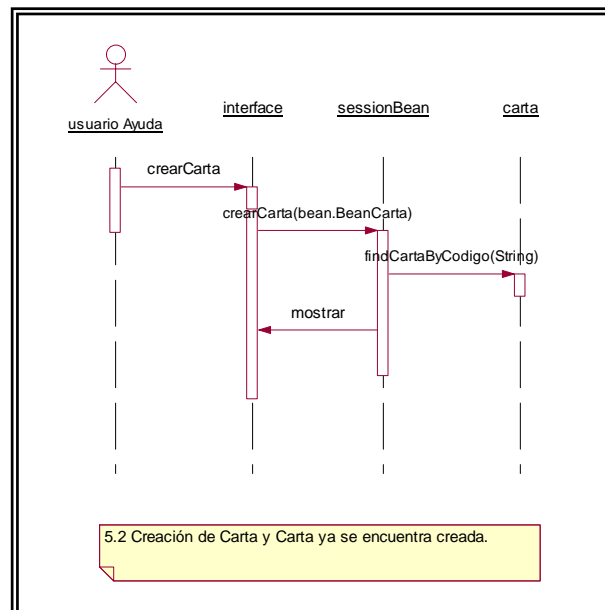 usuario Ayuda
interface
sessionBean
carta
crearCarta
crearCarta(bean.BeanCarta)
findCartaByCodigo(String)
mostrar
5.2 Creación de Carta y Carta ya se encuentra creada.